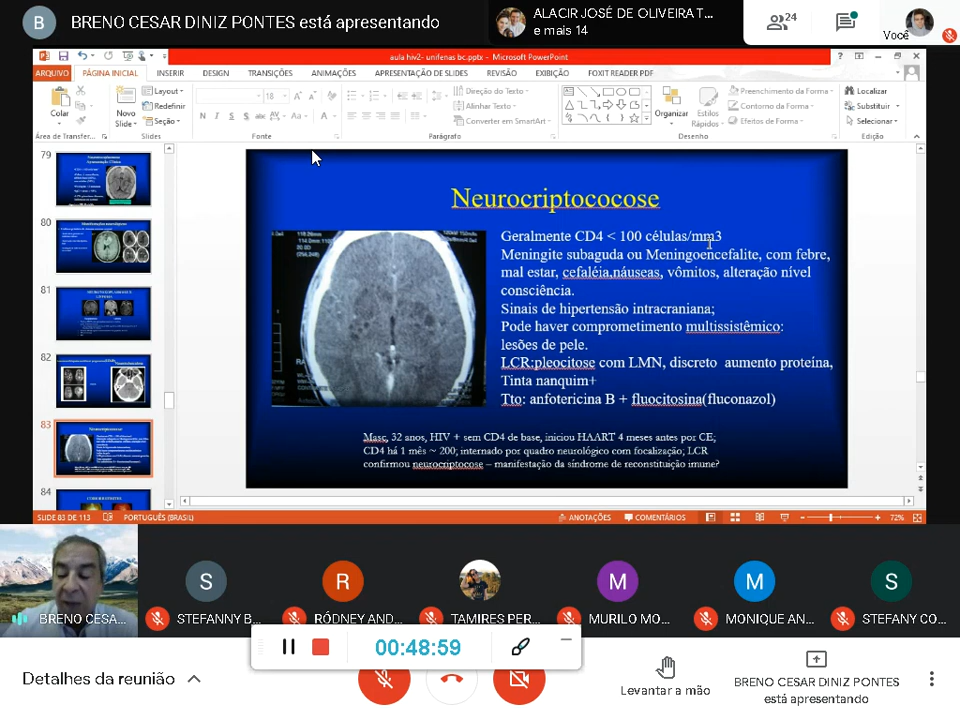 BRENO CESAR DINIZ PONTES está apresentando
ALACIR JOSÉ DE OLIVEIRA T...
e mais 14
24
Você
aula hiv2- unifenas bc.pptx - Microsoft PowerPoint
ARQUIVO PÁGINA INICIAL INSERIR DESIGN TRANSIÇÕES ANIMAÇÕES APRESENTAÇÃO DE SLIDES REVISÃO EXIBIÇÃO FOXIT READER PDF
Colar
Novo
Slide
Layout
Redefinir
Seção
18
N I S S abc AV Aa A
Direção do Texto
Alinhar Texto
Converter em SmartArt
Organizar
Estilos
Rápidos
Preenchimento da Forma
Contorno da Forma
Efeitos de Forma
Localizar
Substituir
Selecionar
Área de Transfer... Slides Fonte Parágrafo Desenho Edição
79
80
81
82
83
84
Neurocriptococose
Geralmente CD4 < 100 células/mm3
Meningite subaguda ou Meningoencefalite, com febre,
mal estar, cefaléia,náuseas, vômitos, alteração nível
consciência.
Sinais de hipertensão intracraniana;
Pode haver comprometimento multissistêmico:
lesões de pele.
LCR:pleocitose com LMN, discreto aumento proteína,
Tinta nanquim+
Tto: anfotericina B + fluocitosina(fluconazol)
Masc, 32 anos, HIV + sem CD4 de base, iniciou HAART 4 meses antes por CE;
CD4 há 1 mês ~ 200; internado por quadro neurológico com focalização; LCR
confirmou neurocriptocose – manifestação da síndrome de reconstituição imune?
SLIDE 83 DE 113 PORTUGUÊS (BRASIL) ANOTAÇÕES COMENTÁRIOS 72%
S
R
M
M
S
BRENO CESA...
STEFANNY B...
RÓDNEY AND...
TAMIRES PER...
MURILO MO...
MONIQUE AN...
STEFANY CO...
00:48:59
Detalhes da reunião
Levantar a mão
BRENO CESAR DINIZ PONTES
está apresentando